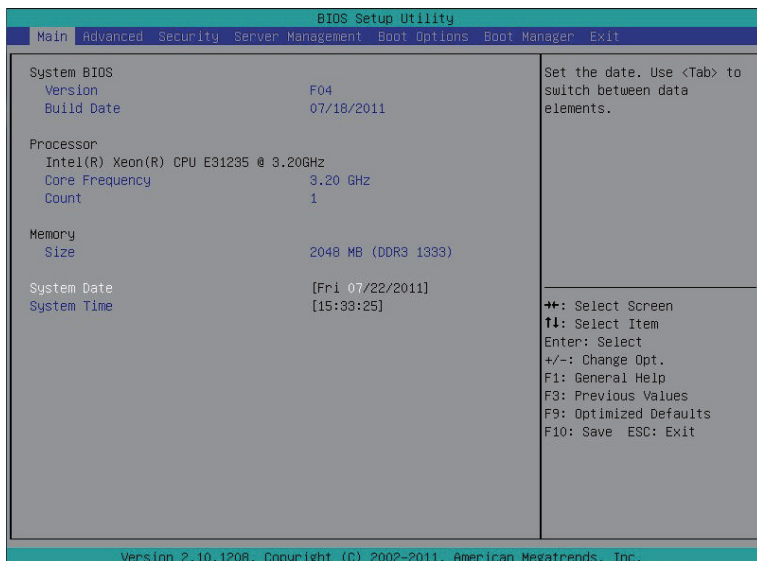 BIOS Setup Utility
Main Advanced Security Server Management Boot Options Boot Manager Exit
System BIOS
Version F04
Build Date 07/18/2011
Processor
Intel(R) Xeon(R) CPU E31235 @ 3.20GHz
Core Frequency 3.20 GHz
Count 1
Memory
Size 2048 MB (DDR3 1333)
System Date [Fri 07/22/2011]
System Time [15:33:25]
Set the date. Use <Tab> to
switch between data
elements.
→←: Select Screen
↑↓: Select Item
Enter: Select
+/-: Change Opt.
F1: General Help
F3: Previous Values
F9: Optimized Defaults
F10: Save ESC: Exit
Version 2.10.1208. Copyright (C) 2002-2011, American Megatrends, Inc.